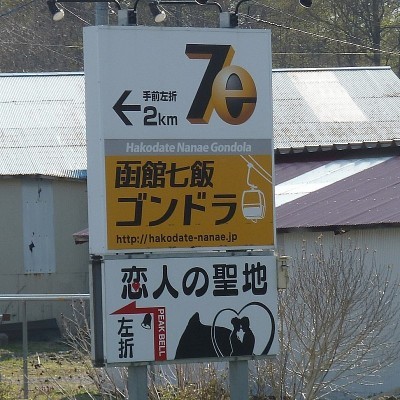 7e
手前左折
2km
Hakodate Nanae Gondola
函館七飯
ゴンドラ
http://hakodate-nanae.jp
恋人の聖地
左折
PEAK BELL